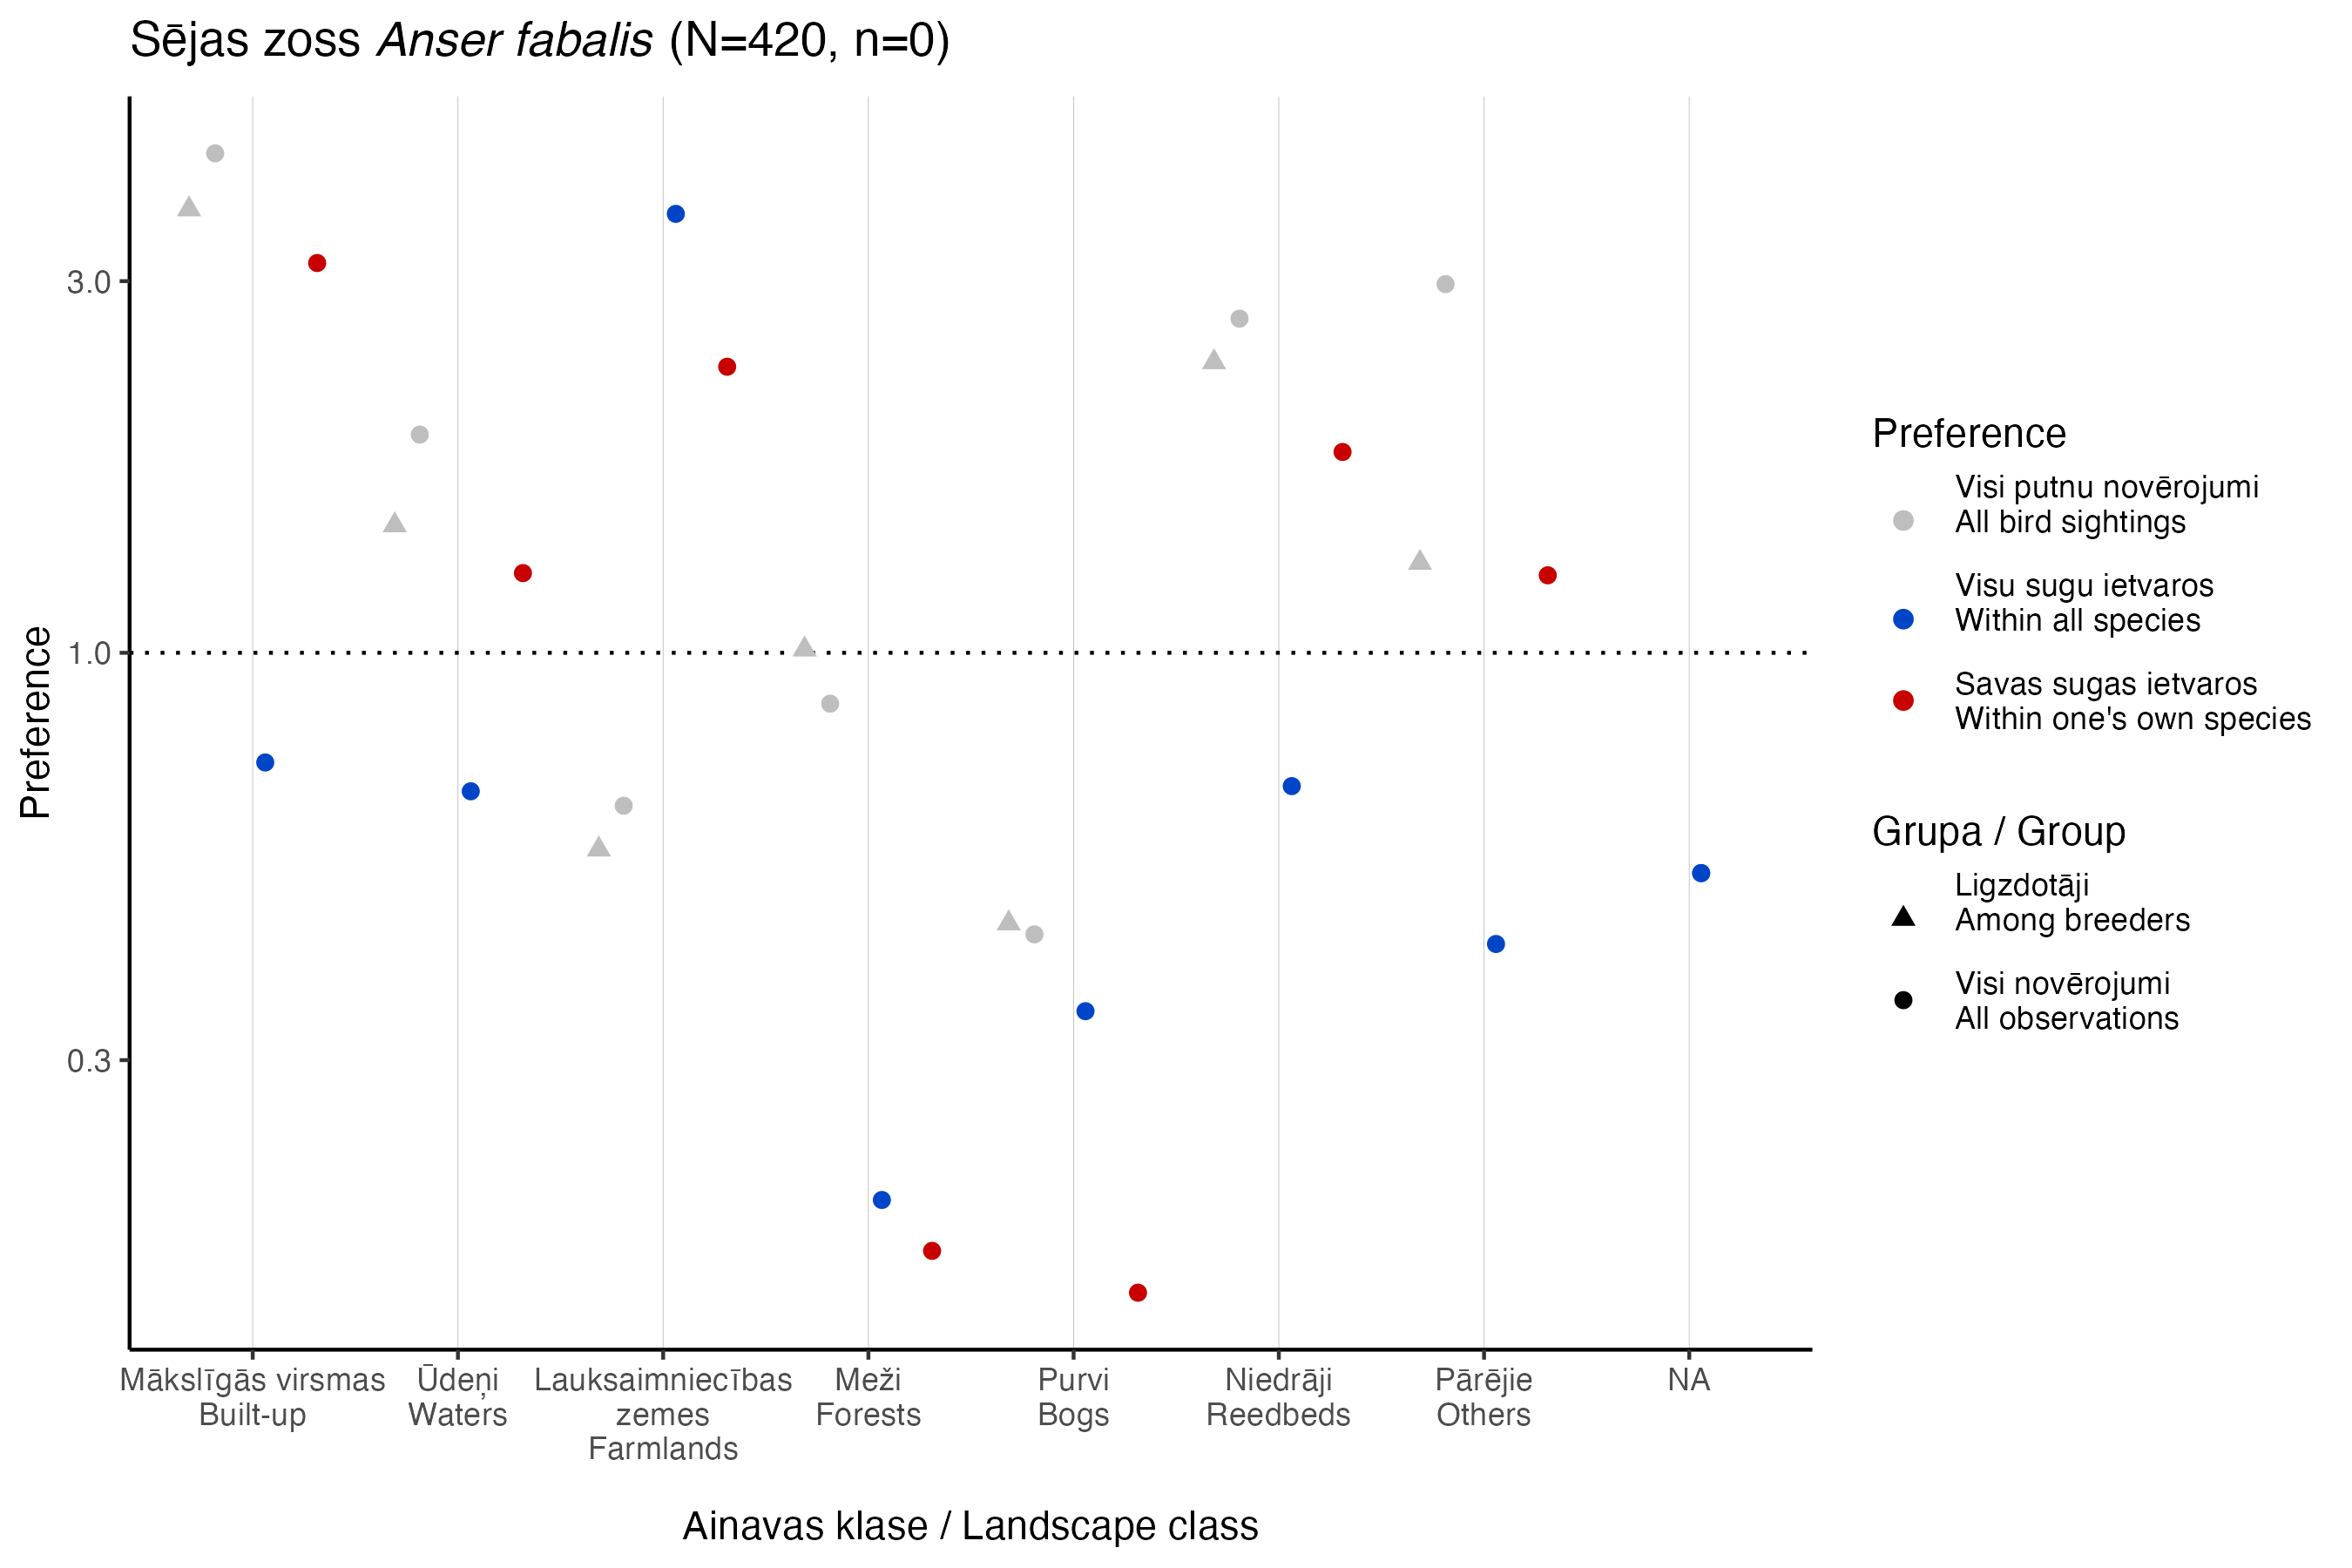 Sējas zoss Anser fabalis (N=420, n=0)
Preference
3.0
1.0
0.3
Mākslīgās virsmas
Built-up
Ūdeņi
Waters
Lauksaimniecības
zemes
Farmlands
Meži
Forests
Purvi
Bogs
Niedrāji
Reedbeds
Pārējie
Others
NA
Ainavas klase / Landscape class
Preference
Visi putnu novērojumi
All bird sightings
Visu sugu ietvaros
Within all species
Savas sugas ietvaros
Within one's own species
Grupa / Group
Ligzdotāji
Among breeders
Visi novērojumi
All observations